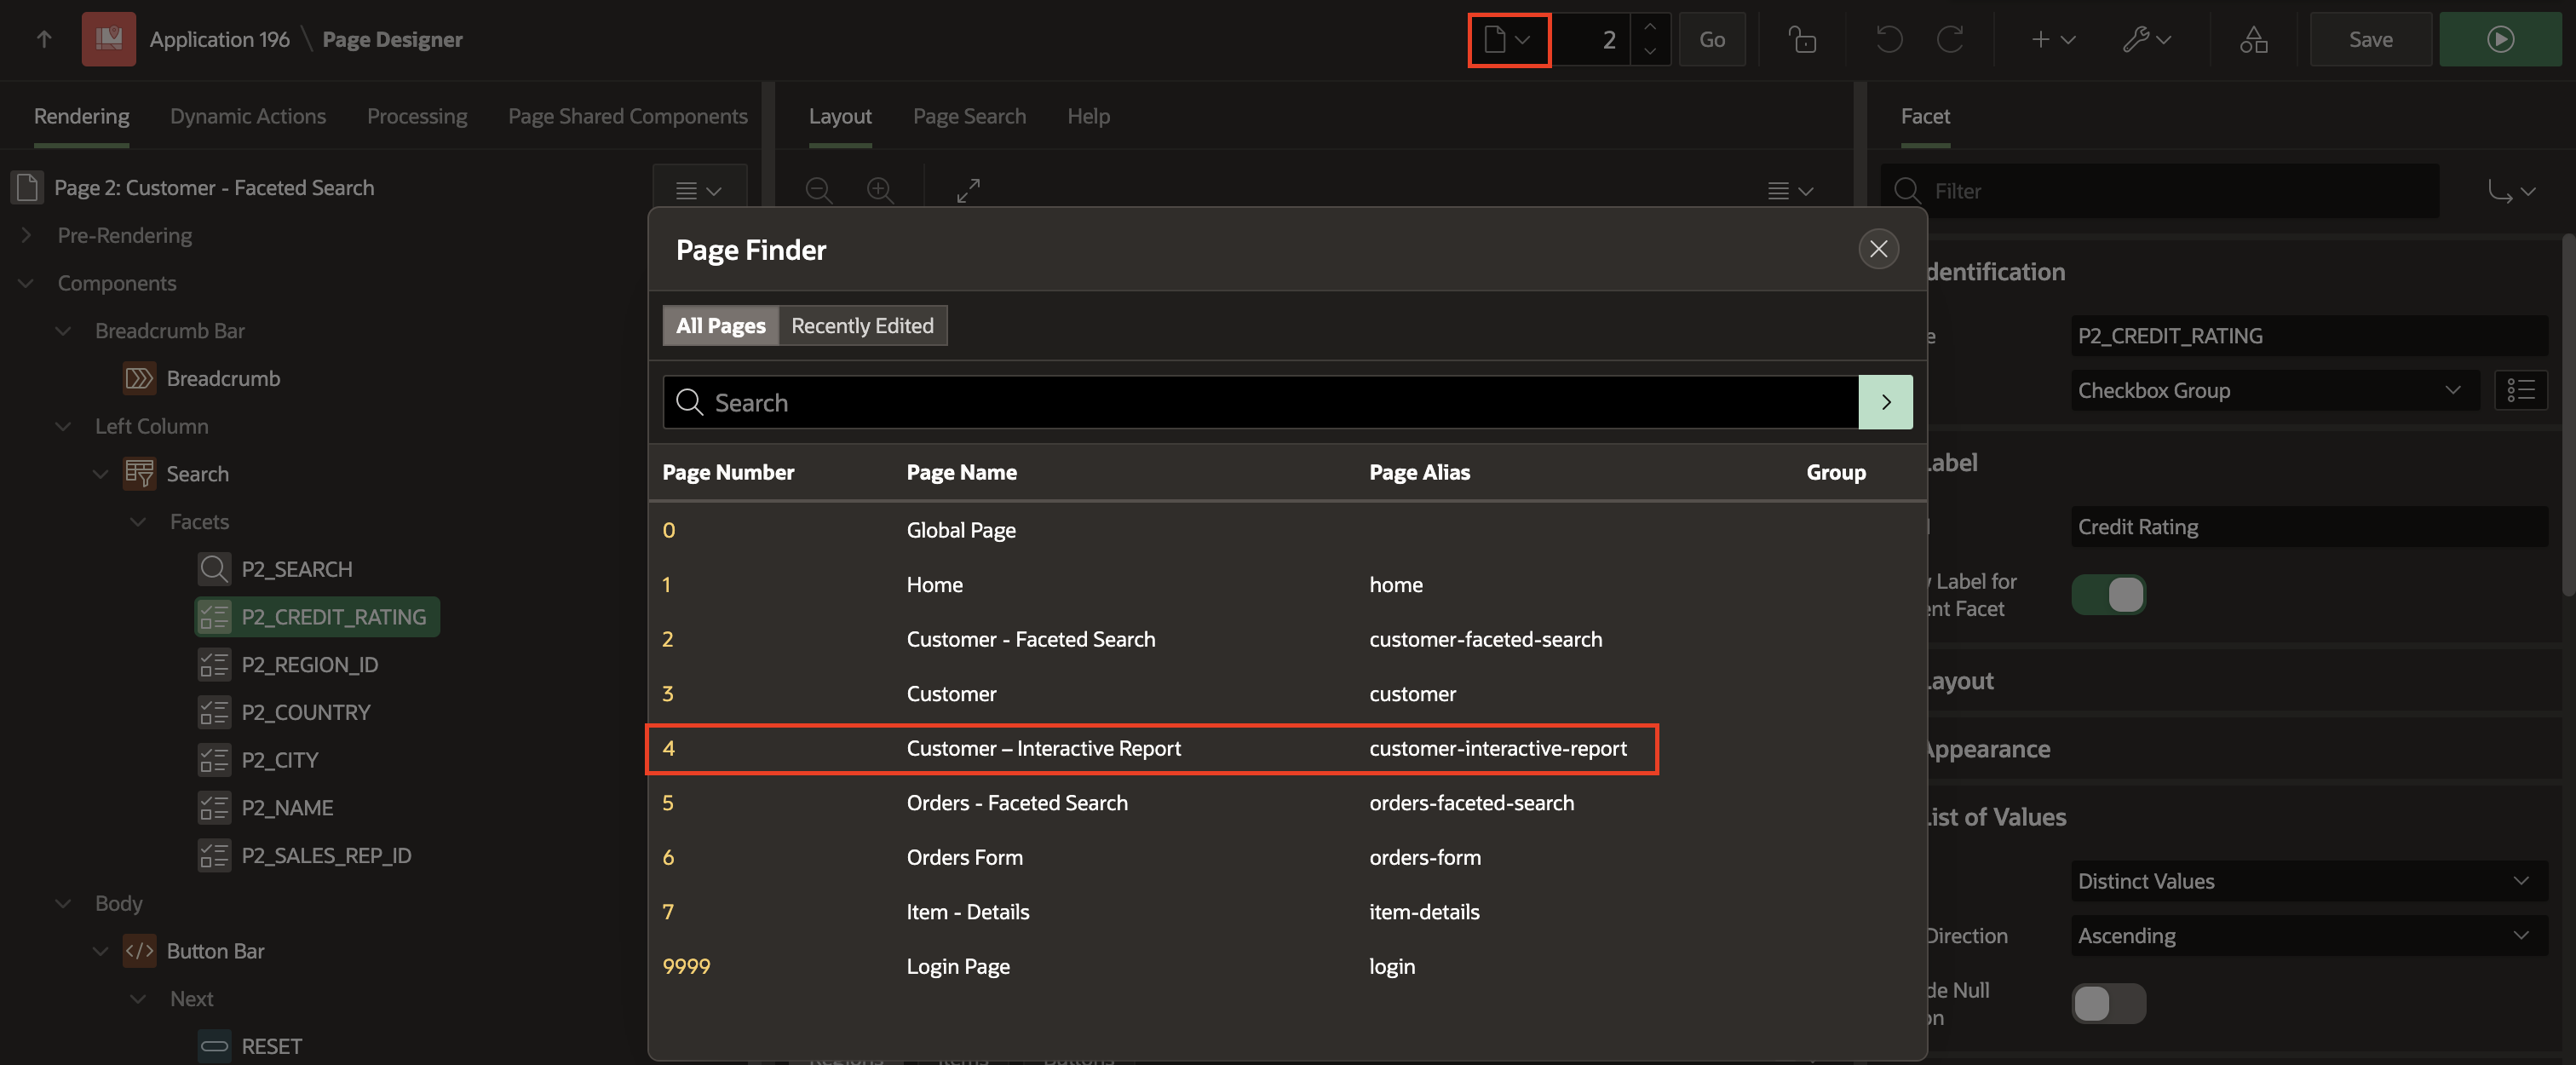 Application 196 \ Page Designer
2
Go
Save
Rendering
Dynamic Actions
Processing
Page Shared Components
Layout
Page Search
Help
Facet
Page 2: Customer - Faceted Search
Pre-Rendering
Components
Breadcrumb Bar
Breadcrumb
Left Column
Search
Facets
P2_SEARCH
P2_CREDIT_RATING
P2_REGION_ID
P2_COUNTRY
P2_CITY
P2_NAME
P2_SALES_REP_ID
Body
Button Bar
Next
RESET
Page Finder
All Pages
Recently Edited
Search
Page Number Page Name Page Alias Group
0 Global Page
1 Home home
2 Customer - Faceted Search customer-faceted-search
3 Customer customer
4 Customer – Interactive Report customer-interactive-report
5 Orders - Faceted Search orders-faceted-search
6 Orders Form orders-form
7 Item - Details item-details
9999 Login Page login
Filter
dentification
e
P2_CREDIT_RATING
Checkbox Group
abel
Credit Rating
Label for
ent Facet
ayout
Appearance
ist of Values
Distinct Values
Direction
Ascending
de Null
on